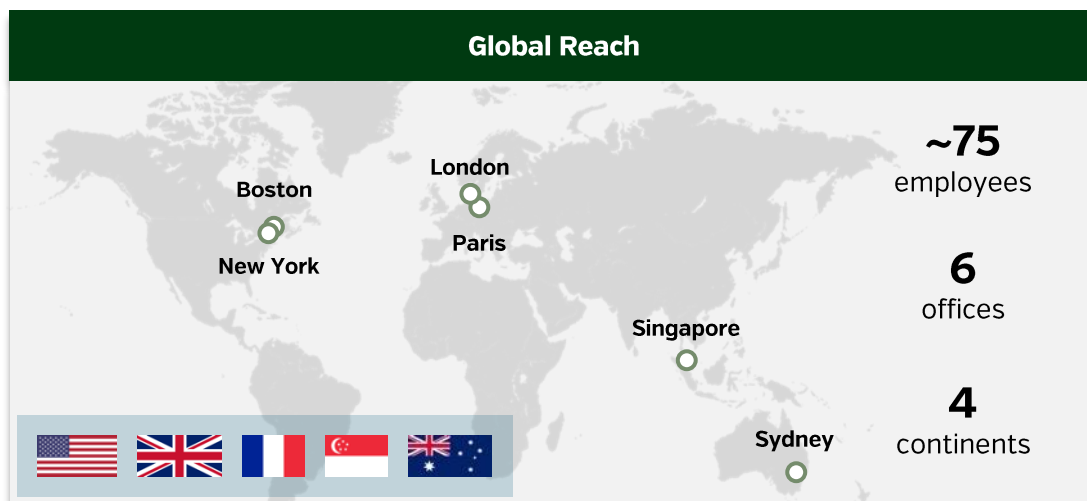 Global Reach
~75
employees
London
Boston
Paris
New York
6
offices
Singapore
4
continents
Sydney